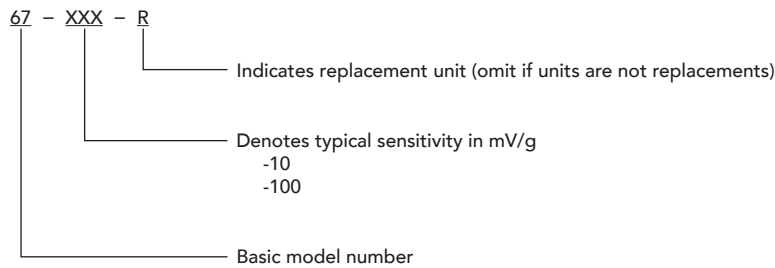 67 – XXX – R
Indicates replacement unit (omit if units are not replacements)
Denotes typical sensitivity in mV/g
-10
-100
Basic model number